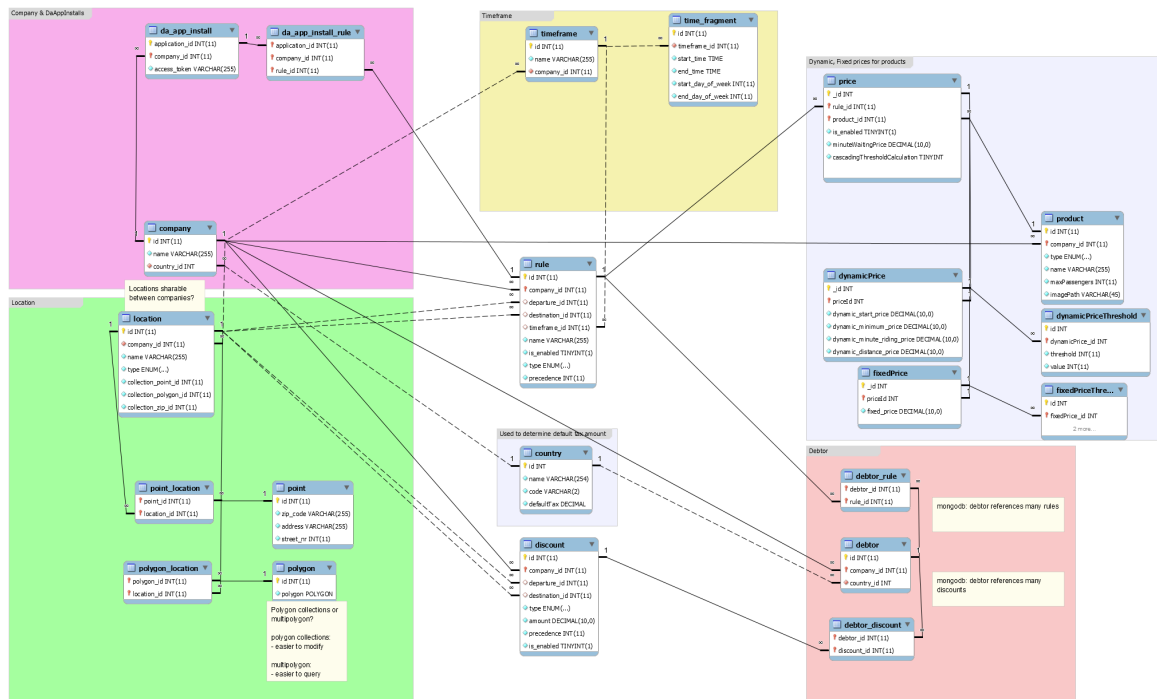 Company & DaAppInstalls
da_app_install
application_id INT(11)
company_id INT(11)
access_token VARCHAR(255)
da_app_install_rule
application_id INT(11)
company_id INT(11)
rule_id INT(11)
company
id INT(11)
name VARCHAR(255)
country_id INT
Locations sharable
between companies?
Timeframe
timeframe
id INT(11)
name VARCHAR(255)
company_id INT(11)
time_fragment
id INT(11)
timeframe_id INT(11)
start_time TIME
end_time TIME
start_day_of_week INT(11)
end_day_of_week INT(11)
Dynamic, Fixed prices for products
price
_id INT
rule_id INT(11)
product_id INT(11)
is_enabled TINYINT(1)
minuteWaitingPrice DECIMAL(10,0)
cascadingThresholdCalculation TINYINT
product
id INT(11)
company_id INT(11)
type ENUM(...)
name VARCHAR(255)
maxPassengers INT(11)
imagePath VARCHAR(45)
dynamicPrice
_id INT
priceId INT
dynamic_start_price DECIMAL(10,0)
dynamic_minimum_price DECIMAL(10,0)
dynamic_minute_riding_price DECIMAL(10,0)
dynamic_distance_price DECIMAL(10,0)
dynamicPriceThreshold
id INT
dynamicPrice_id INT
threshold INT(11)
value INT(11)
fixedPrice
_id INT
priceId INT
fixed_price DECIMAL(10,0)
fixedPriceThre...
id INT
fixedPrice_id INT
2 more...
rule
id INT(11)
company_id INT(11)
departure_id INT(11)
destination_id INT(11)
timeframe_id INT(11)
name VARCHAR(255)
is_enabled TINYINT(1)
type ENUM(...)
precedence INT(11)
Location
location
id INT(11)
company_id INT(11)
name VARCHAR(255)
type ENUM(...)
collection_point_id INT(11)
collection_polygon_id INT(11)
collection_zip_id INT(11)
point_location
point_id INT(11)
location_id INT(11)
point
id INT(11)
zip_code VARCHAR(255)
address VARCHAR(255)
street_nr INT(11)
polygon_location
polygon_id INT(11)
location_id INT(11)
polygon
id INT(11)
polygon POLYGON
Polygon collections or
multipolygon?
polygon collections:
- easier to modify
multipolygon:
- easier to query
Used to determine default tax amount
country
id INT
name VARCHAR(254)
code VARCHAR(2)
defaultTax DECIMAL
discount
id INT(11)
company_id INT(11)
departure_id INT(11)
destination_id INT(11)
type ENUM(...)
amount DECIMAL(10,0)
precedence INT(11)
is_enabled TINYINT(1)
Debtor
debtor_rule
debtor_id INT(11)
rule_id INT(11)
mongodb: debtor references many rules
debtor
id INT(11)
company_id INT(11)
country_id INT
mongodb: debtor references many
discounts
debtor_discount
debtor_id INT(11)
discount_id INT(11)